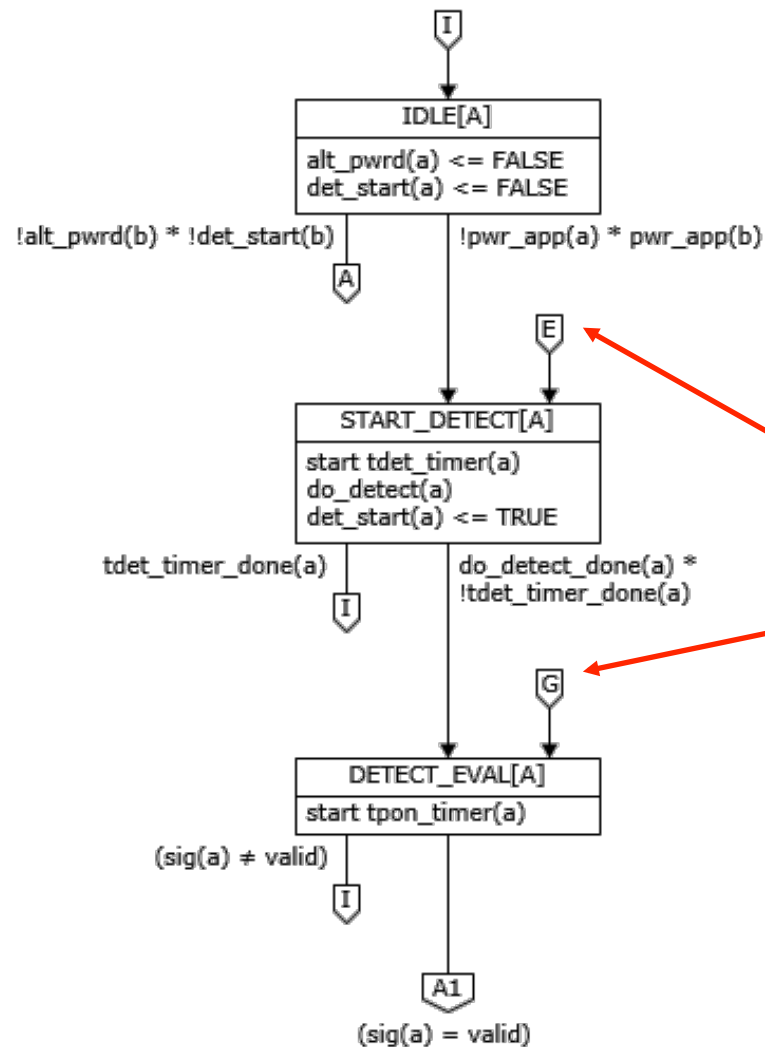 I
IDLE[A]
alt_pwrd(a) <= FALSE
det_start(a) <= FALSE
!alt_pwrd(b) * !det_start(b)
!pwr_app(a) * pwr_app(b)
A
E
START_DETECT[A]
start tdet_timer(a)
do_detect(a)
det_start(a) <= TRUE
tdet_timer_done(a)
do_detect_done(a) *
!tdet_timer_done(a)
I
G
DETECT_EVAL[A]
start tpon_timer(a)
(sig(a) ≠ valid)
I
A1
(sig(a) = valid)